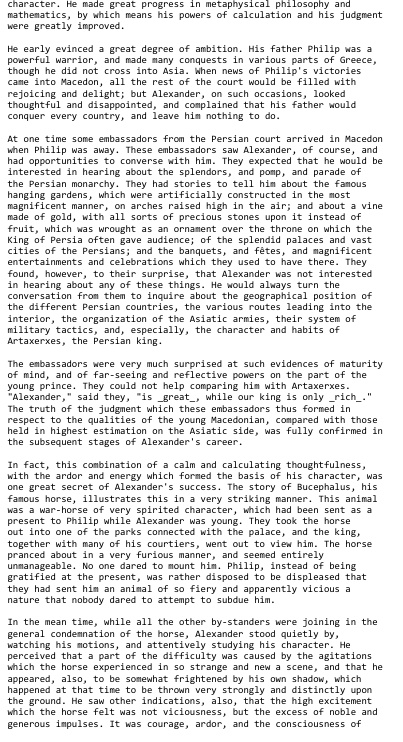 character. He made great progress in metaphysical philosophy and
mathematics, by which means his powers of calculation and his judgment
were greatly improved.

He early evinced a great degree of ambition. His father Philip was a
powerful warrior, and made many conquests in various parts of Greece,
though he did not cross into Asia. When news of Philip's victories
came into Macedon, all the rest of the court would be filled with
rejoicing and delight; but Alexander, on such occasions, looked
thoughtful and disappointed, and complained that his father would
conquer every country, and leave him nothing to do.

At one time some embassadors from the Persian court arrived in Macedon
when Philip was away. These embassadors saw Alexander, of course, and
had opportunities to converse with him. They expected that he would be
interested in hearing about the splendors, and pomp, and parade of
the Persian monarchy. They had stories to tell him about the famous
hanging gardens, which were artificially constructed in the most
magnificent manner, on arches raised high in the air; and about a vine
made of gold, with all sorts of precious stones upon it instead of
fruit, which was wrought as an ornament over the throne on which the
King of Persia often gave audience; of the splendid palaces and vast
cities of the Persians; and the banquets, and fêtes, and magnificent
entertainments and celebrations which they used to have there. They
found, however, to their surprise, that Alexander was not interested
in hearing about any of these things. He would always turn the
conversation from them to inquire about the geographical position of
the different Persian countries, the various routes leading into the
interior, the organization of the Asiatic armies, their system of
military tactics, and, especially, the character and habits of
Artaxerxes, the Persian king.

The embassadors were very much surprised at such evidences of maturity
of mind, and of far-seeing and reflective powers on the part of the
young prince. They could not help comparing him with Artaxerxes.
"Alexander," said they, "is _great_, while our king is only _rich_."
The truth of the judgment which these embassadors thus formed in
respect to the qualities of the young Macedonian, compared with those
held in highest estimation on the Asiatic side, was fully confirmed in
the subsequent stages of Alexander's career.

In fact, this combination of a calm and calculating thoughtfulness,
with the ardor and energy which formed the basis of his character, was
one great secret of Alexander's success. The story of Bucephalus, his
famous horse, illustrates this in a very striking manner. This animal
was a war-horse of very spirited character, which had been sent as a
present to Philip while Alexander was young. They took the horse
out into one of the parks connected with the palace, and the king,
together with many of his courtiers, went out to view him. The horse
pranced about in a very furious manner, and seemed entirely
unmanageable. No one dared to mount him. Philip, instead of being
gratified at the present, was rather disposed to be displeased that
they had sent him an animal of so fiery and apparently vicious a
nature that nobody dared to attempt to subdue him.

In the mean time, while all the other by-standers were joining in the
general condemnation of the horse, Alexander stood quietly by,
watching his motions, and attentively studying his character. He
perceived that a part of the difficulty was caused by the agitations
which the horse experienced in so strange and new a scene, and that he
appeared, also, to be somewhat frightened by his own shadow, which
happened at that time to be thrown very strongly and distinctly upon
the ground. He saw other indications, also, that the high excitement
which the horse felt was not viciousness, but the excess of noble and
generous impulses. It was courage, ardor, and the consciousness of